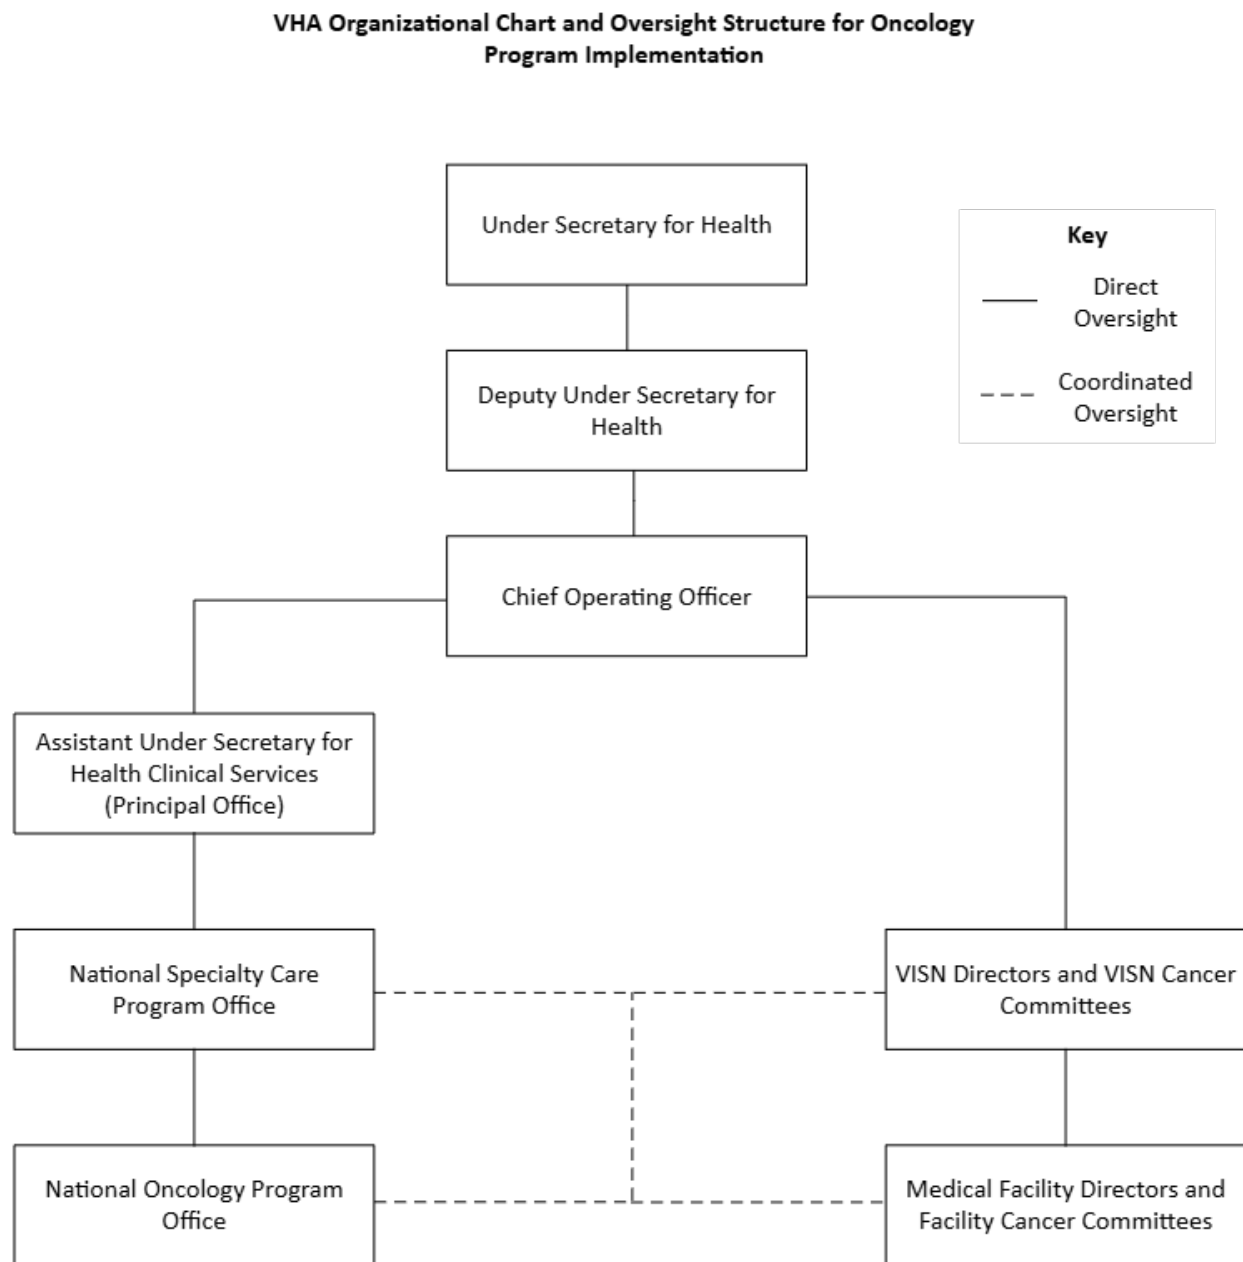 VHA Organizational Chart and Oversight Structure for Oncology
Program Implementation
Under Secretary for Health
Key
Direct
Oversight
Coordinated
Oversight
Deputy Under Secretary for
Health
Chief Operating Officer
Assistant Under Secretary for
Health Clinical Services
(Principal Office)
National Specialty Care
Program Office
VISN Directors and VISN Cancer
Committees
National Oncology Program
Office
Medical Facility Directors and
Facility Cancer Committees